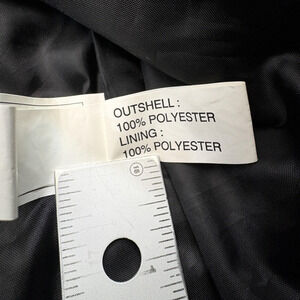 OUTSHELL :
100% POLYESTER
LINING :
100% POLYESTER